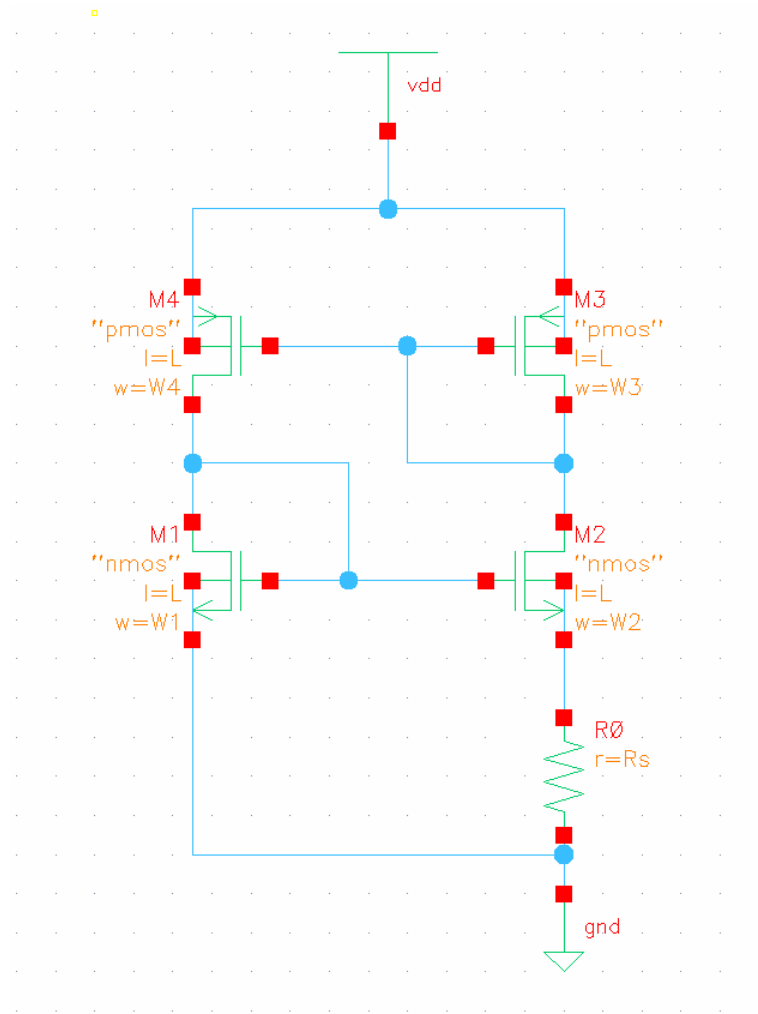 vdd
M4
"pmos"
l=L
w=W4
M3
"pmos"
l=L
w=W3
M1
"nmos"
l=L
w=W1
M2
"nmos"
l=L
w=W2
R0
r=Rs
gnd